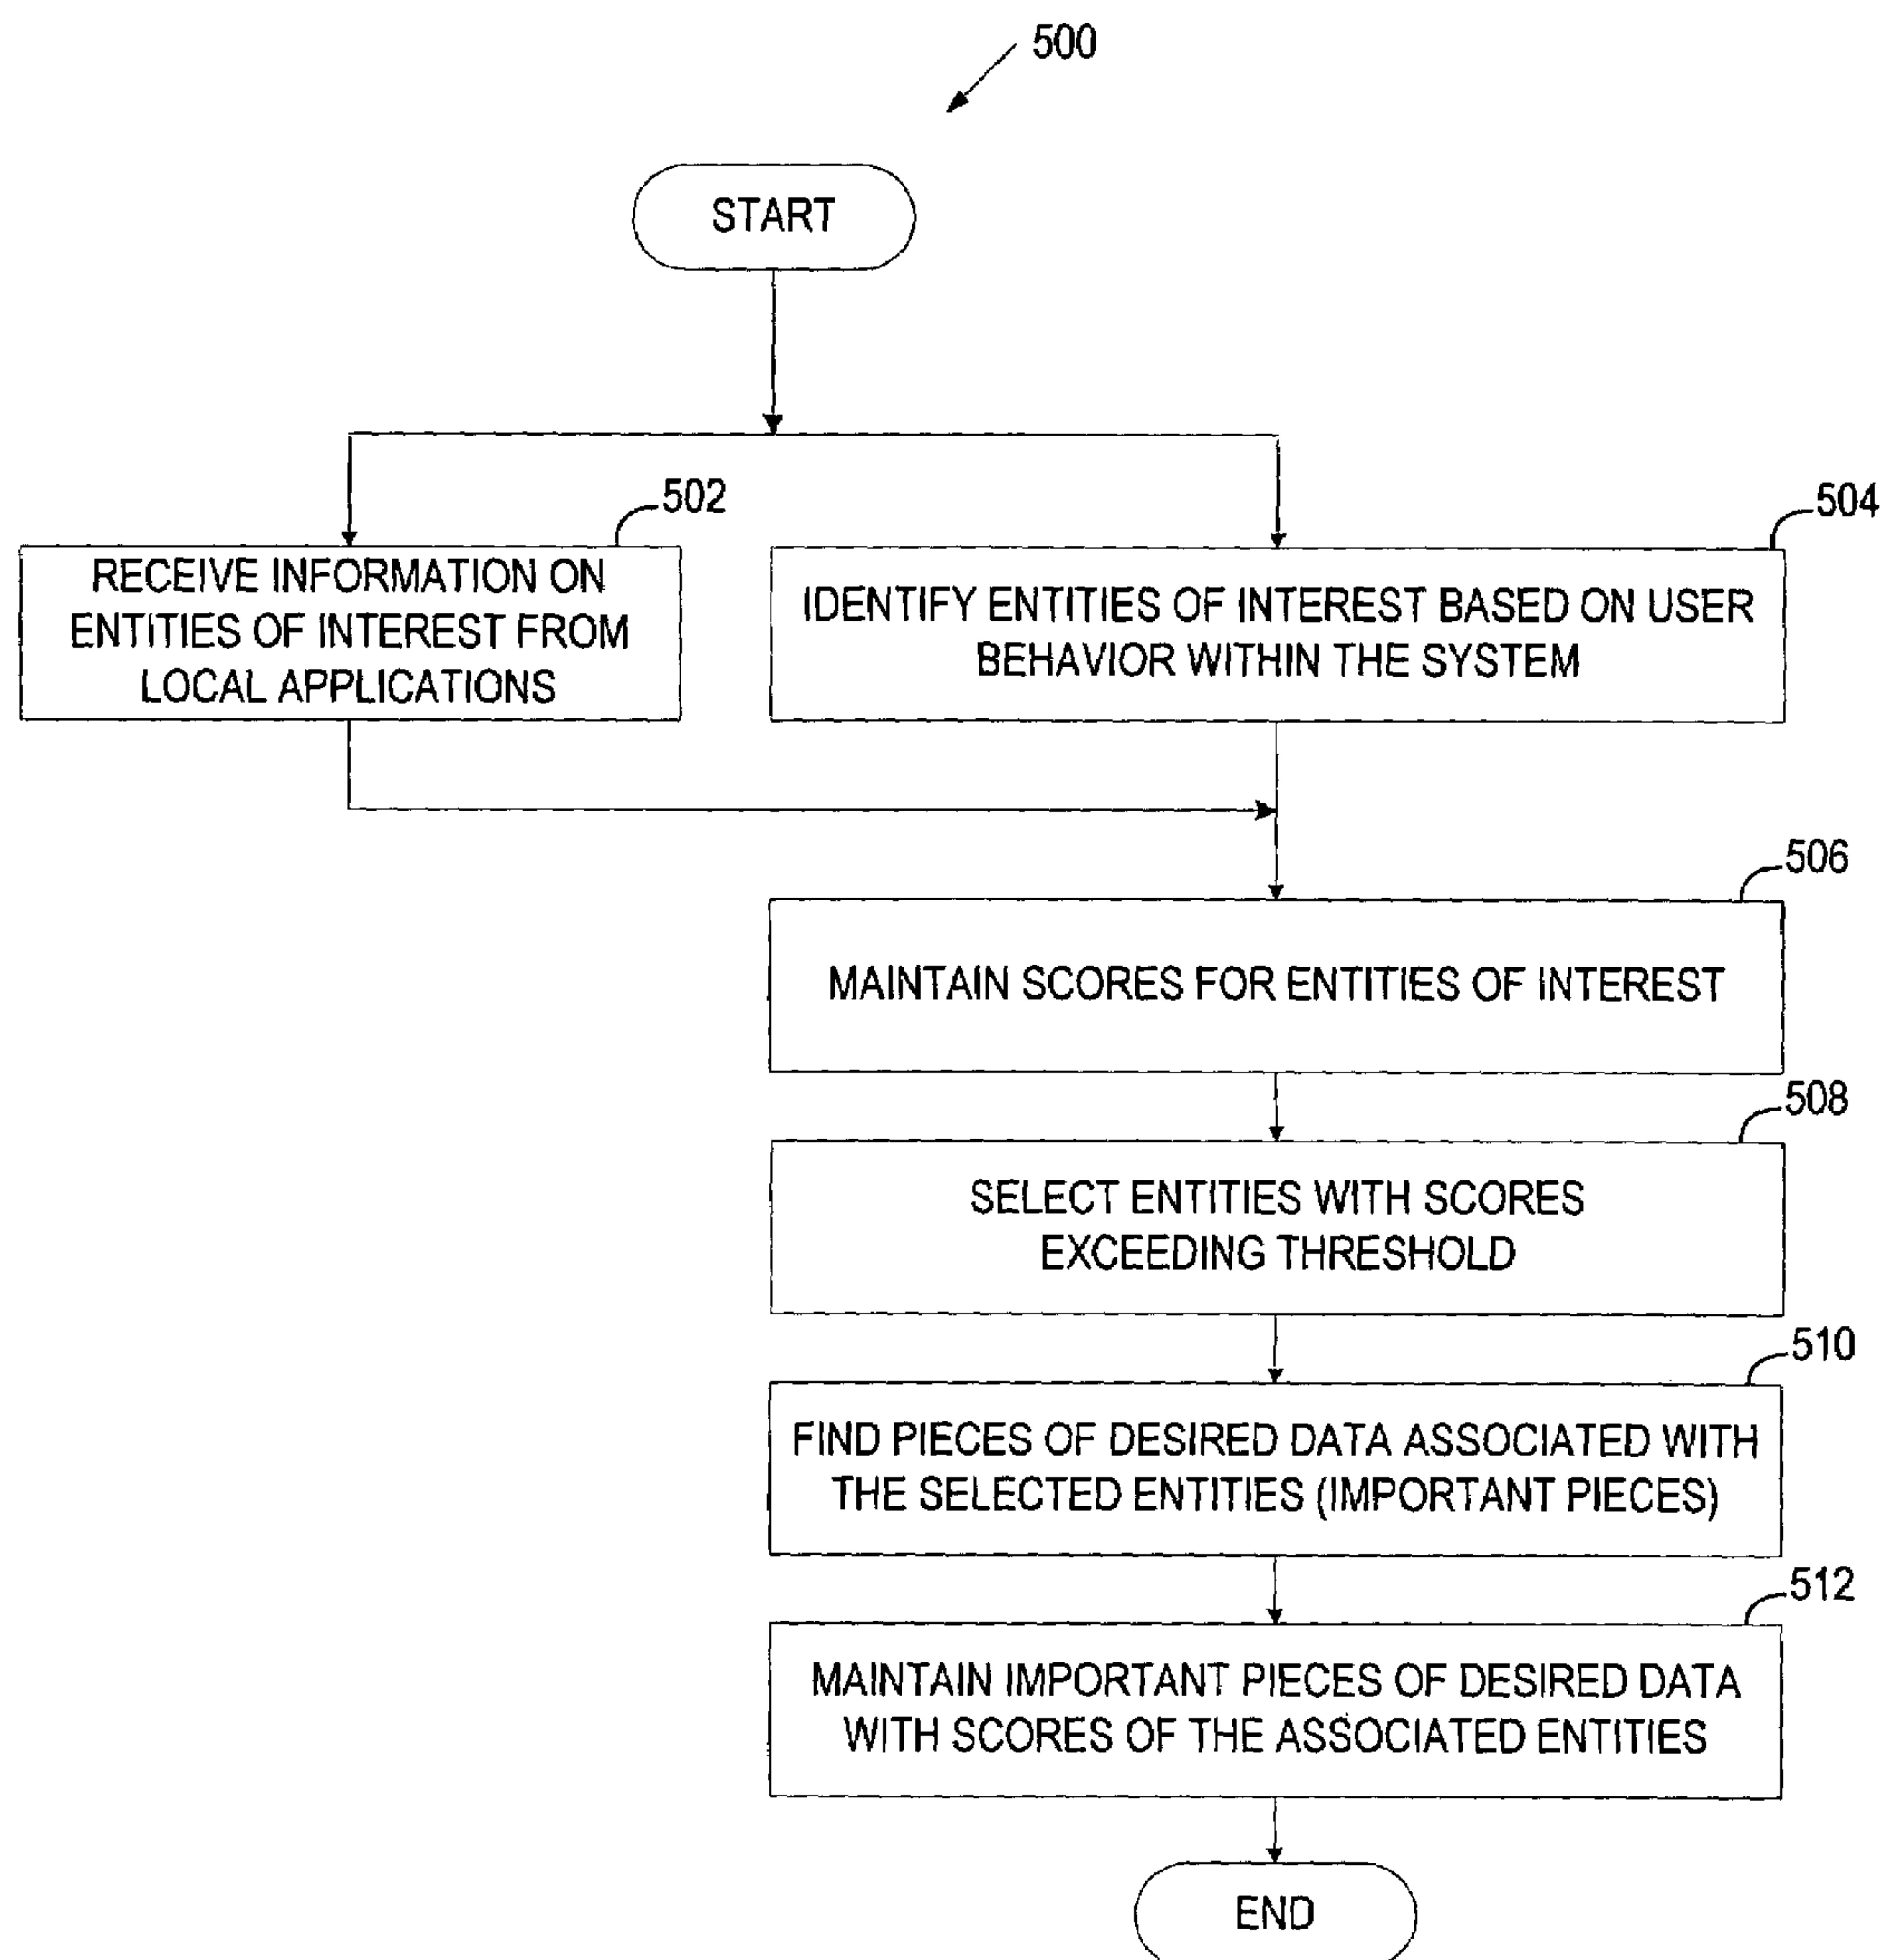 500
START
502
RECEIVE INFORMATION ON
ENTITIES OF INTEREST FROM
LOCAL APPLICATIONS
504
IDENTIFY ENTITIES OF INTEREST BASED ON USER
BEHAVIOR WITHIN THE SYSTEM
506
MAINTAIN SCORES FOR ENTITIES OF INTEREST
508
SELECT ENTITIES WITH SCORES
EXCEEDING THRESHOLD
510
FIND PIECES OF DESIRED DATA ASSOCIATED WITH
THE SELECTED ENTITIES (IMPORTANT PIECES)
512
MAINTAIN IMPORTANT PIECES OF DESIRED DATA
WITH SCORES OF THE ASSOCIATED ENTITIES
END